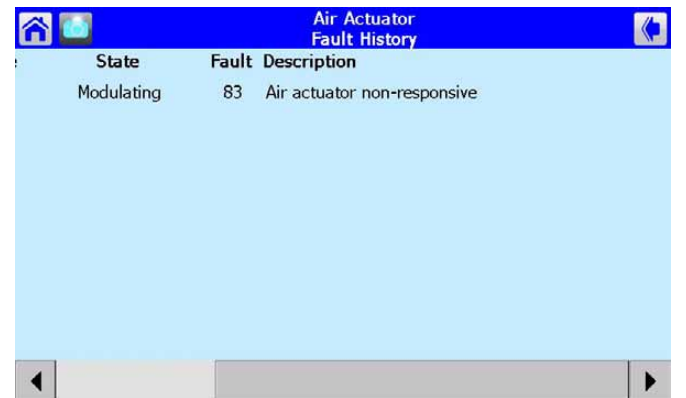 Air Actuator
Fault History
State Fault Description
Modulating 83 Air actuator non-responsive